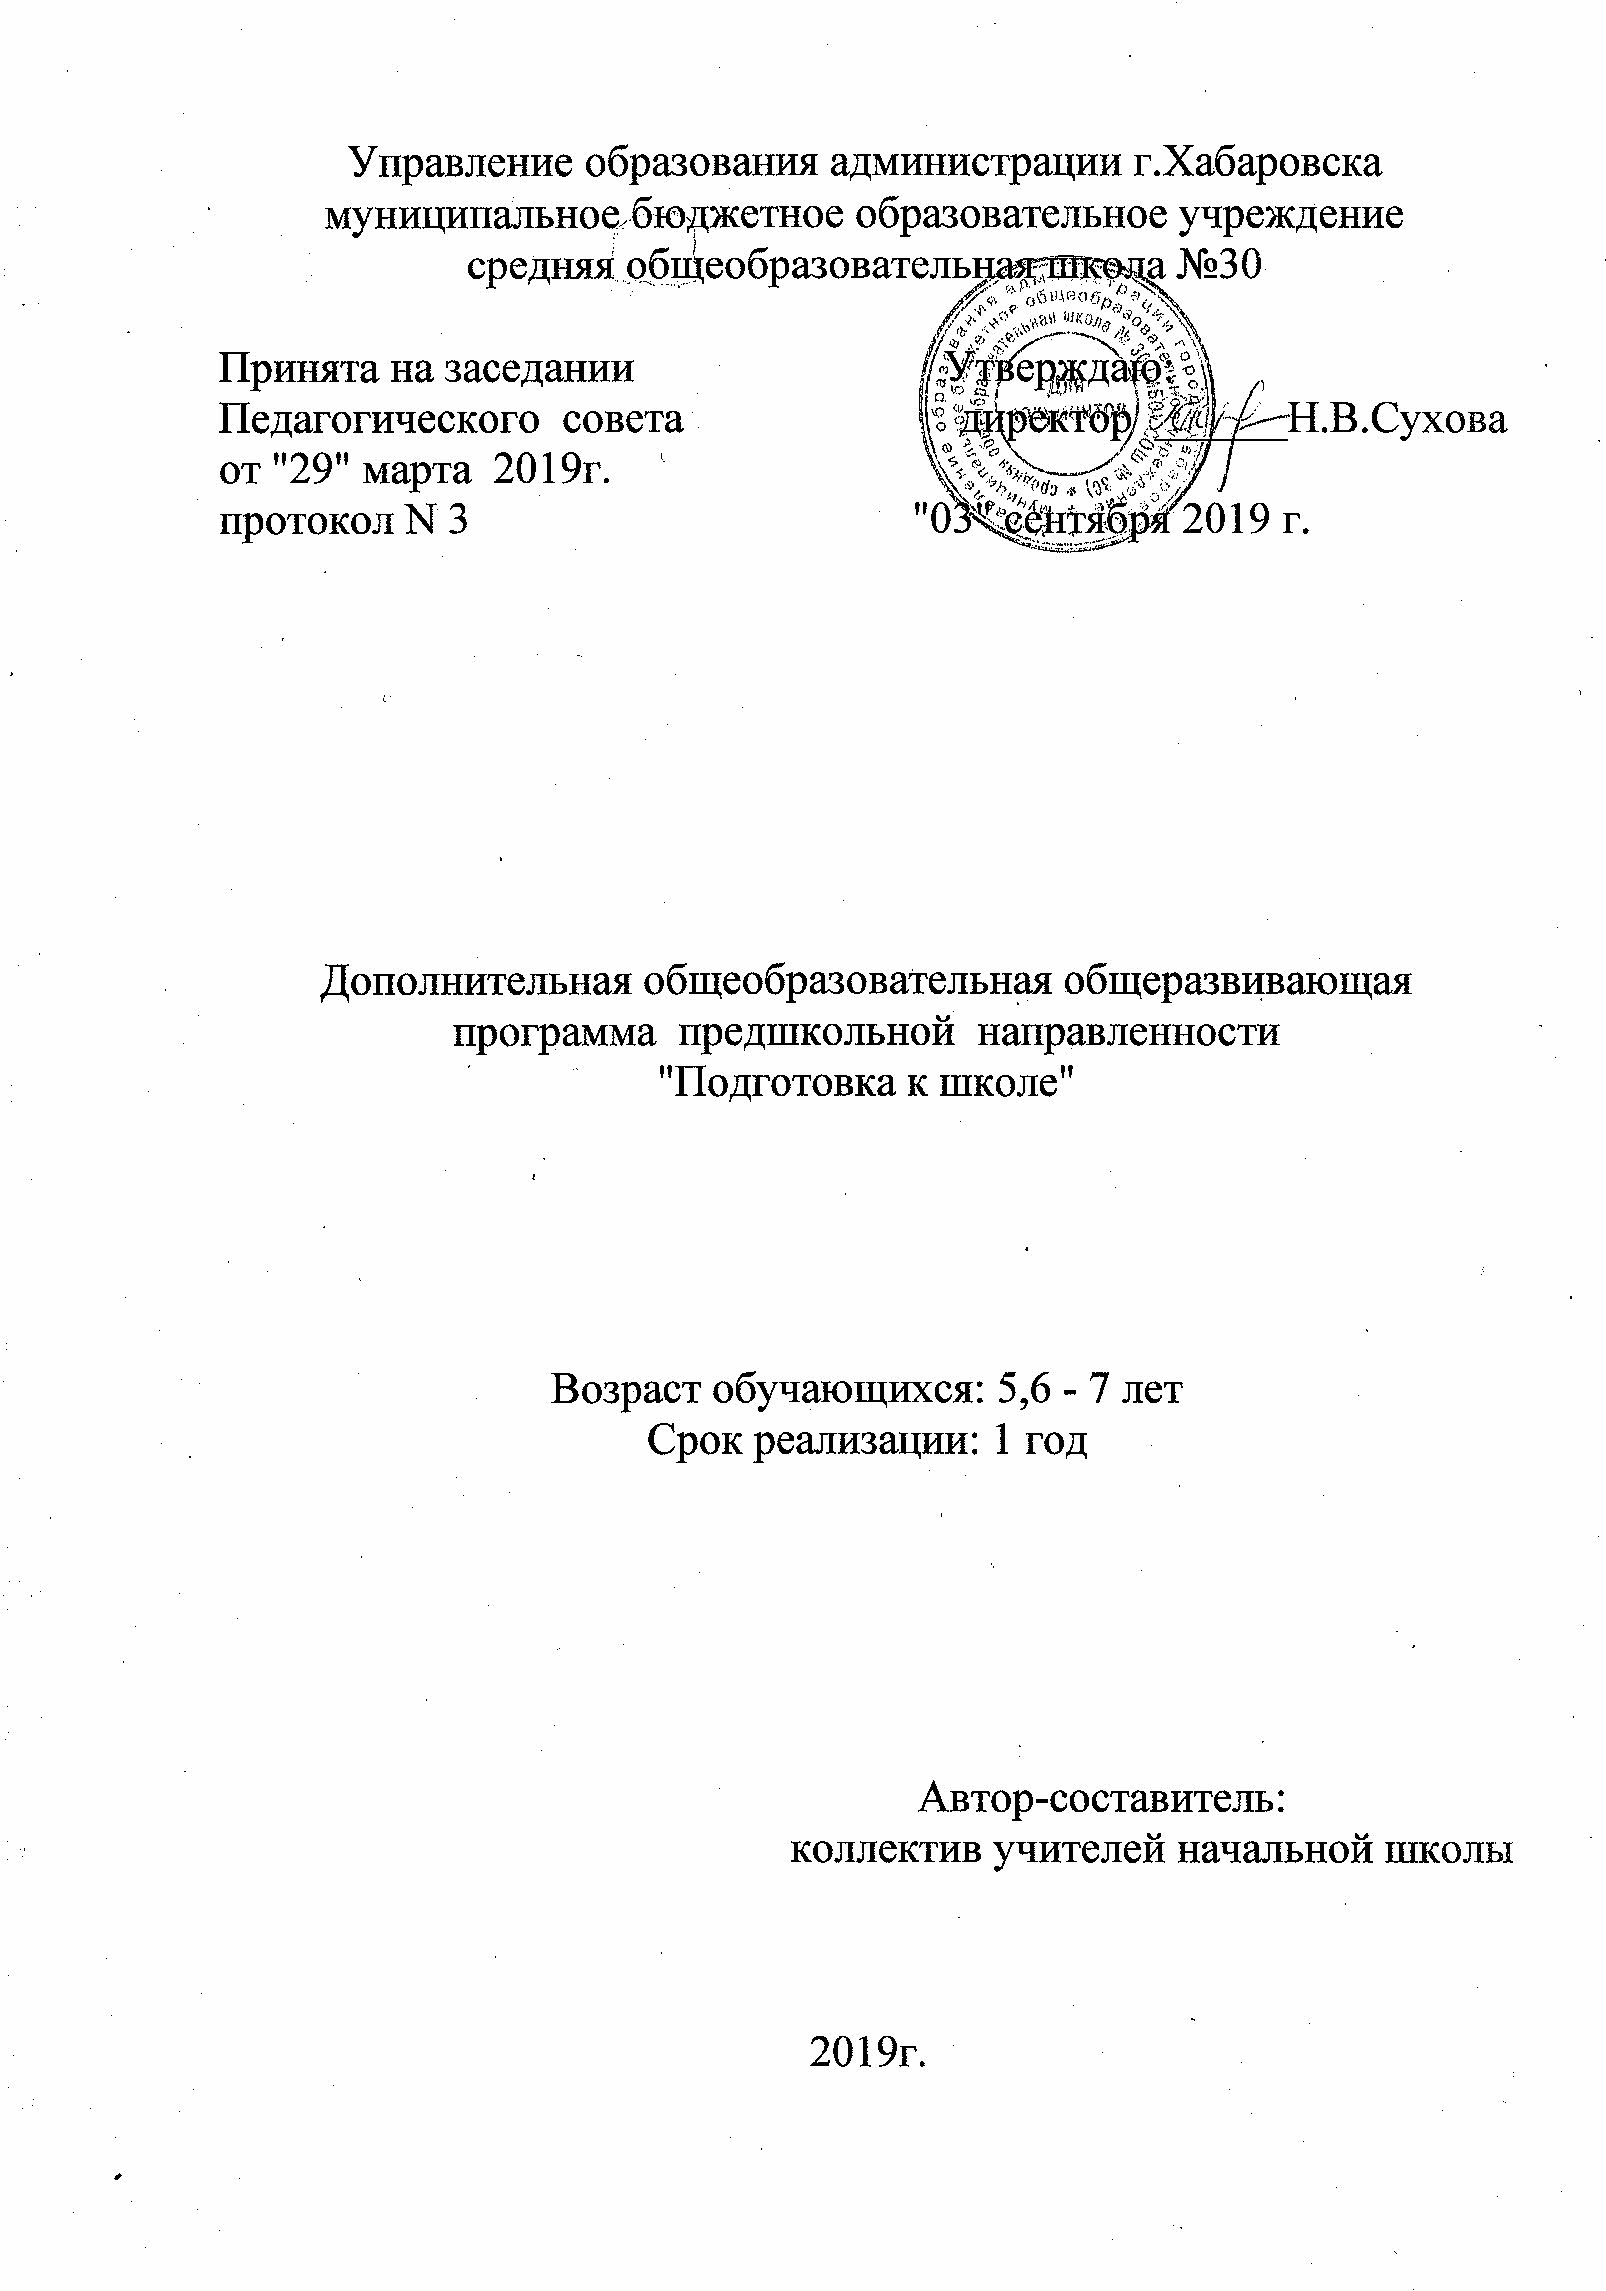 Управление образования администрации г.Хабаровска
муниципальное бюджетное образовательное учреждение
средняя общеобразовательная школа №30
Принята на заседании
Педагогического совета
от "29" марта 2019г.
протокол N 3
Утверждаю
директор Н.В.Сухова
"03" сентября 2019 г.
Дополнительная общеобразовательная общеразвивающая
программа предшкольной направленности
"Подготовка к школе"
Возраст обучающихся: 5,6 - 7 лет
Срок реализации: 1 год
Автор-составитель:
коллектив учителей начальной школы
2019г.